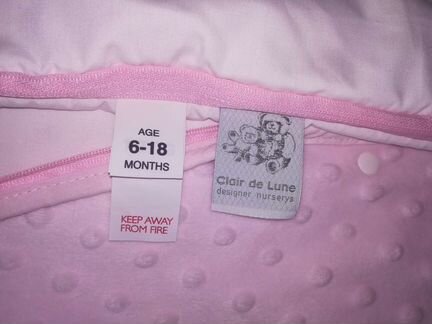 AGE
6-18
MONTHS
KEEP AWAY
FROM FIRE
Clair de Lune
designer nurserys